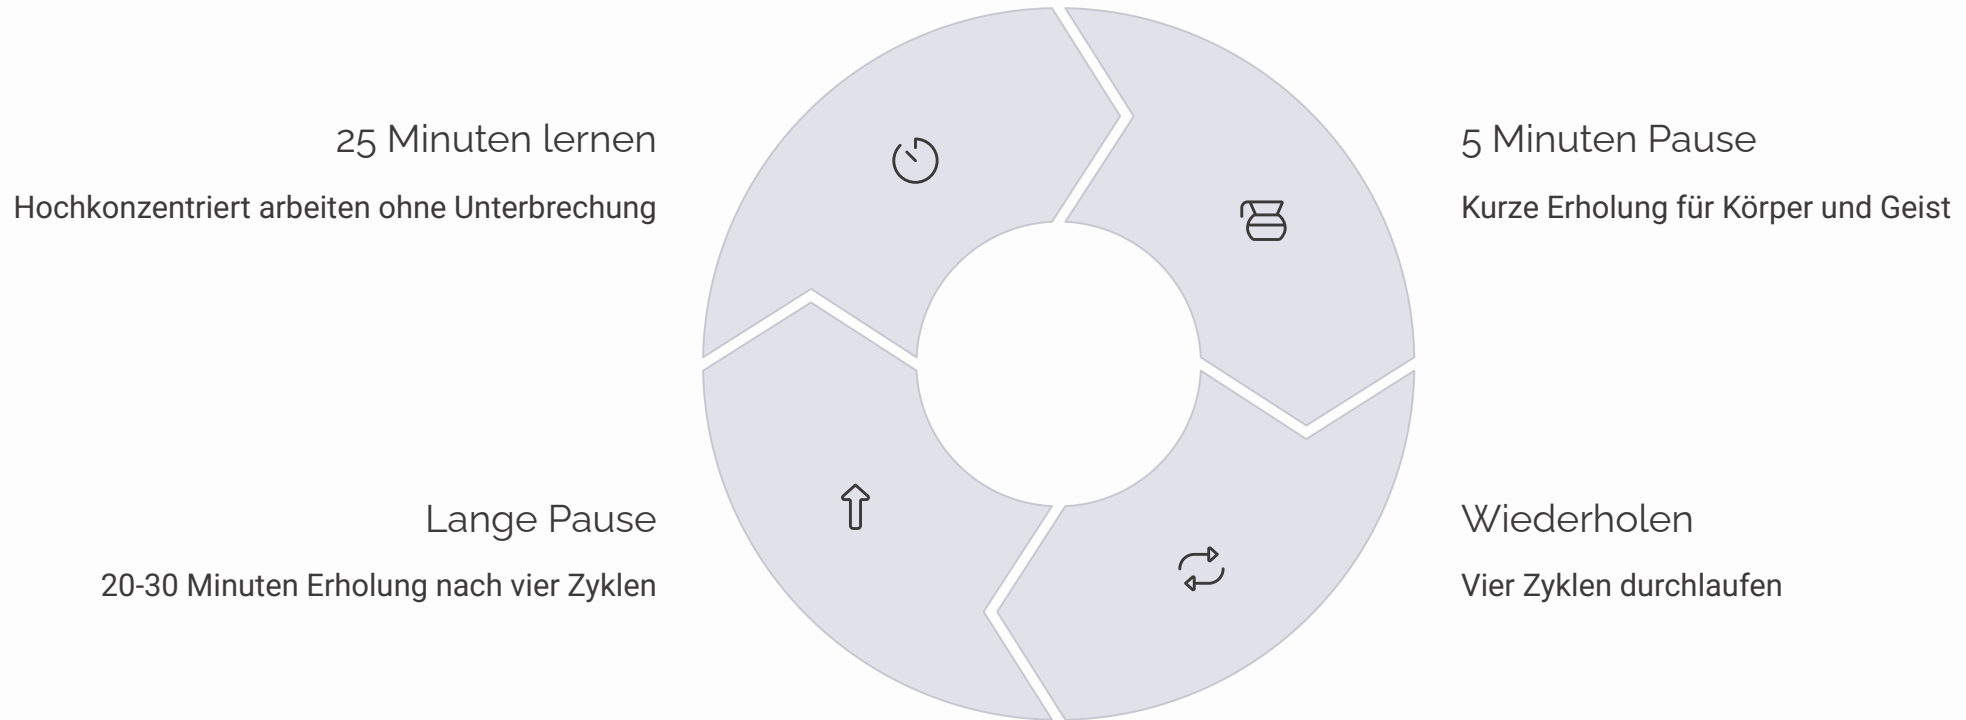 25 Minuten lernen
Hochkonzentriert arbeiten ohne Unterbrechung
5 Minuten Pause
Kurze Erholung für Körper und Geist
Wiederholen
Vier Zyklen durchlaufen
Lange Pause
20-30 Minuten Erholung nach vier Zyklen